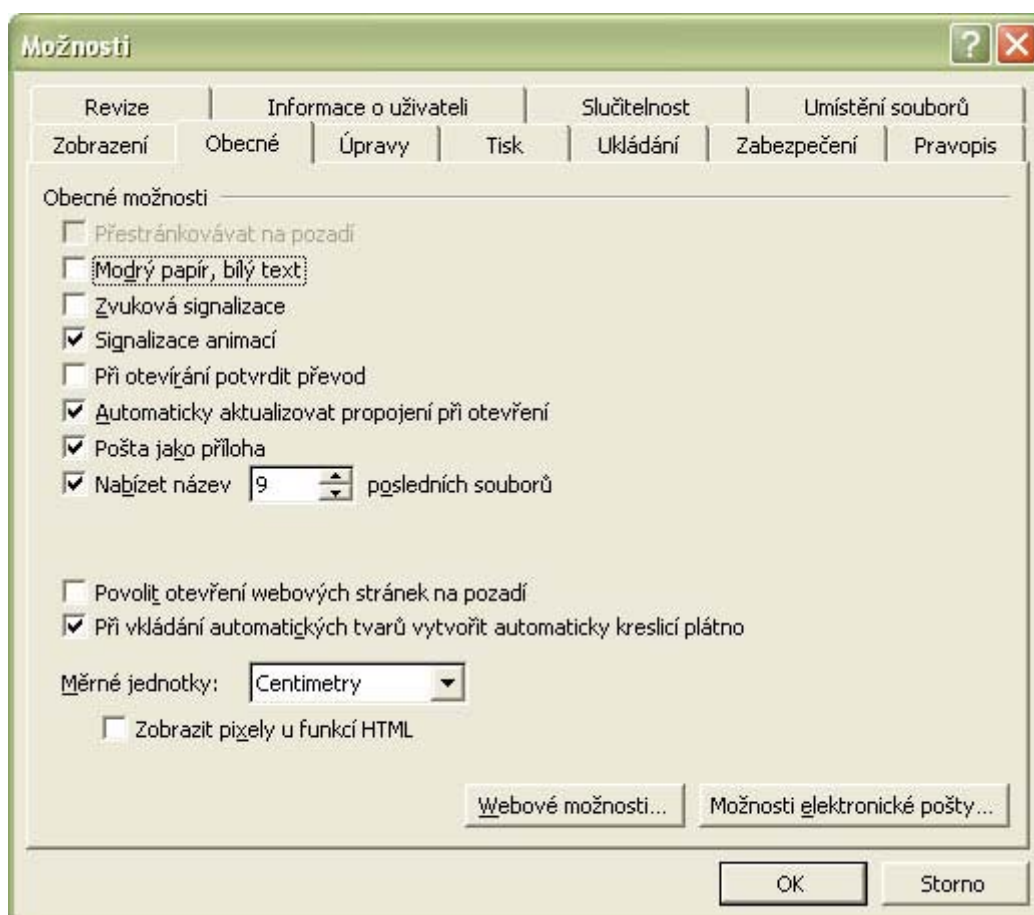 Možnosti
Revize Informace o uživateli Slučitelnost Umístění souborů
Zobrazení Obecné Úpravy Tisk Ukládání Zabezpečení Pravopis
Obecné možnosti
Přestránkovávat na pozadí
Modrý papír, bílý text
Zvuková signalizace
Signalizace animací
Při otevírání potvrdit převod
Automaticky aktualizovat propojení při otevření
Pošta jako příloha
Nabízet název 9 posledních souborů
Povolit otevření webových stránek na pozadí
Při vkládání automatických tvarů vytvořit automaticky kreslicí plátno
Měrné jednotky: Centimetry
Zobrazit pixely u funkcí HTML
Webové možnosti... Možnosti elektronické pošty...
OK Storno